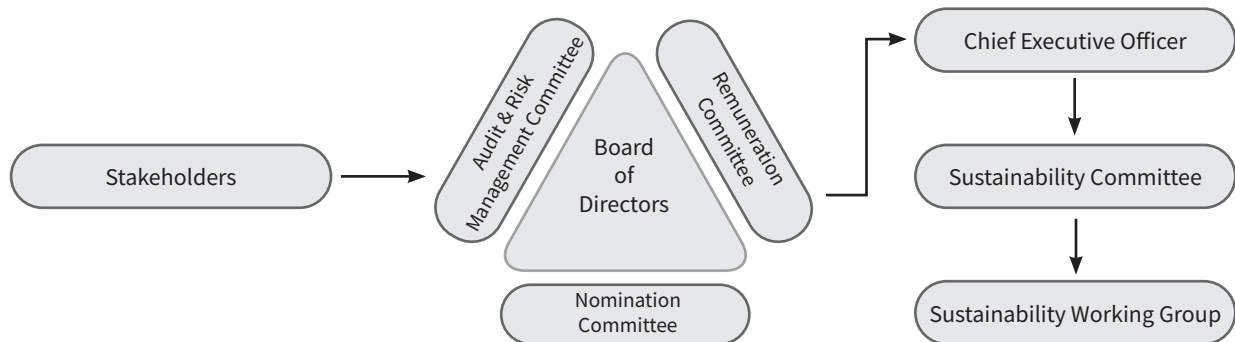 Stakeholders
Audit & Risk
Management Committee
Board
of
Directors
Remuneration
Committee
Nomination
Committee
Chief Executive Officer
Sustainability Committee
Sustainability Working Group